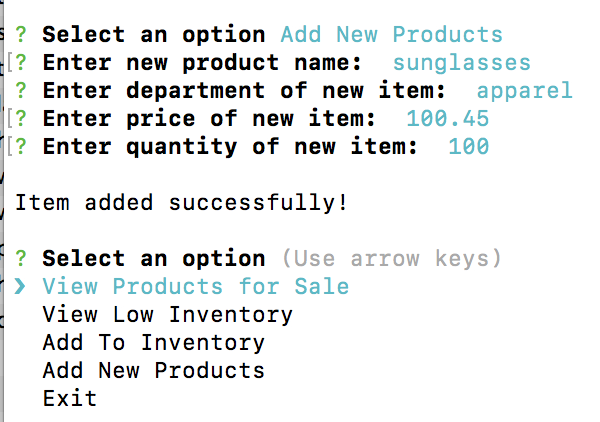 ? Select an option Add New Products
[? Enter new product name: sunglasses
? Enter department of new item: apparel
[? Enter price of new item: 100.45
[? Enter quantity of new item: 100
Item added successfully!
? Select an option (Use arrow keys)
❯ View Products for Sale
View Low Inventory
Add To Inventory
Add New Products
Exit